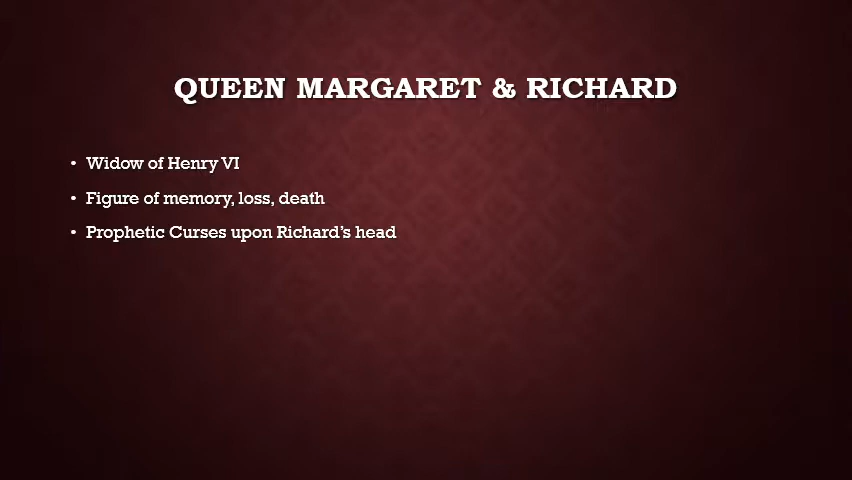 QUEEN MARGARET & RICHARD
• Widow of Henry VI
• Figure of memory, loss, death
• Prophetic Curses upon Richard's head